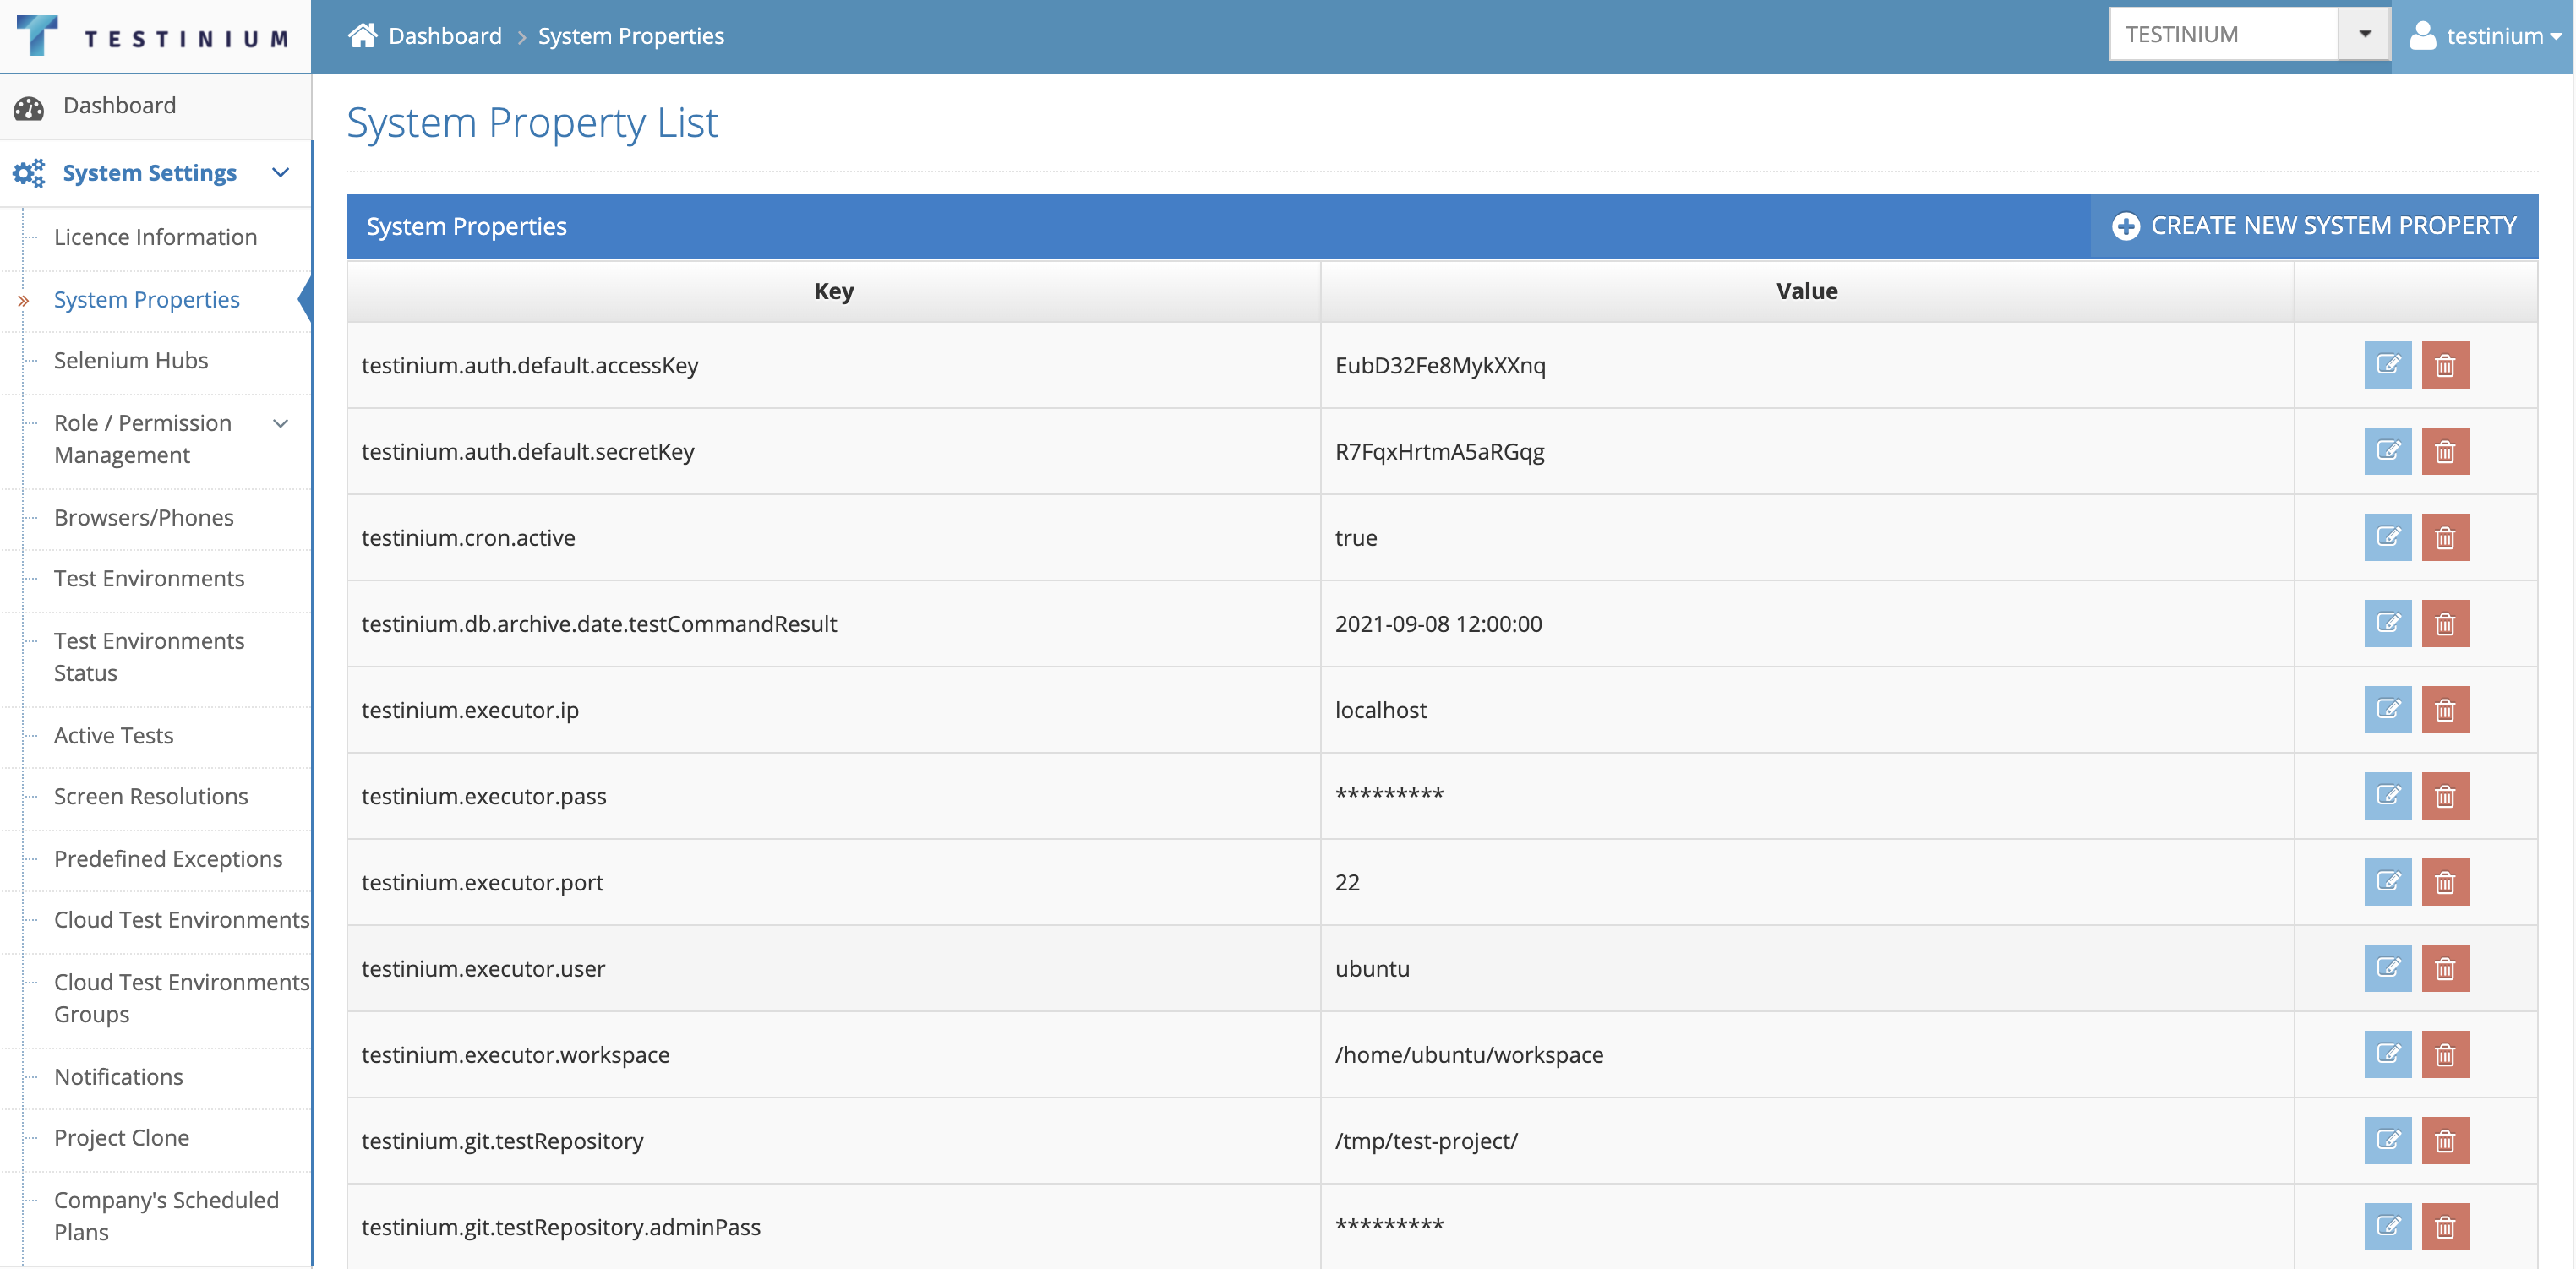 TESTINIUM
Dashboard > System Properties
TESTINIUM
testinium
Dashboard
System Settings
Licence Information
System Properties
Selenium Hubs
Role / Permission
Management
Browsers/Phones
Test Environments
Test Environments
Status
Active Tests
Screen Resolutions
Predefined Exceptions
Cloud Test Environments
Cloud Test Environments
Groups
Notifications
Project Clone
Company's Scheduled
Plans
System Property List
System Properties
CREATE NEW SYSTEM PROPERTY
Key Value
testinium.auth.default.accessKey EubD32Fe8MykXXnq
testinium.auth.default.secretKey R7FqxHrtmA5aRGqg
testinium.cron.active true
testinium.db.archive.date.testCommandResult 2021-09-08 12:00:00
testinium.executor.ip localhost
testinium.executor.pass *********
testinium.executor.port 22
testinium.executor.user ubuntu
testinium.executor.workspace /home/ubuntu/workspace
testinium.git.testRepository /tmp/test-project/
testinium.git.testRepository.adminPass *********